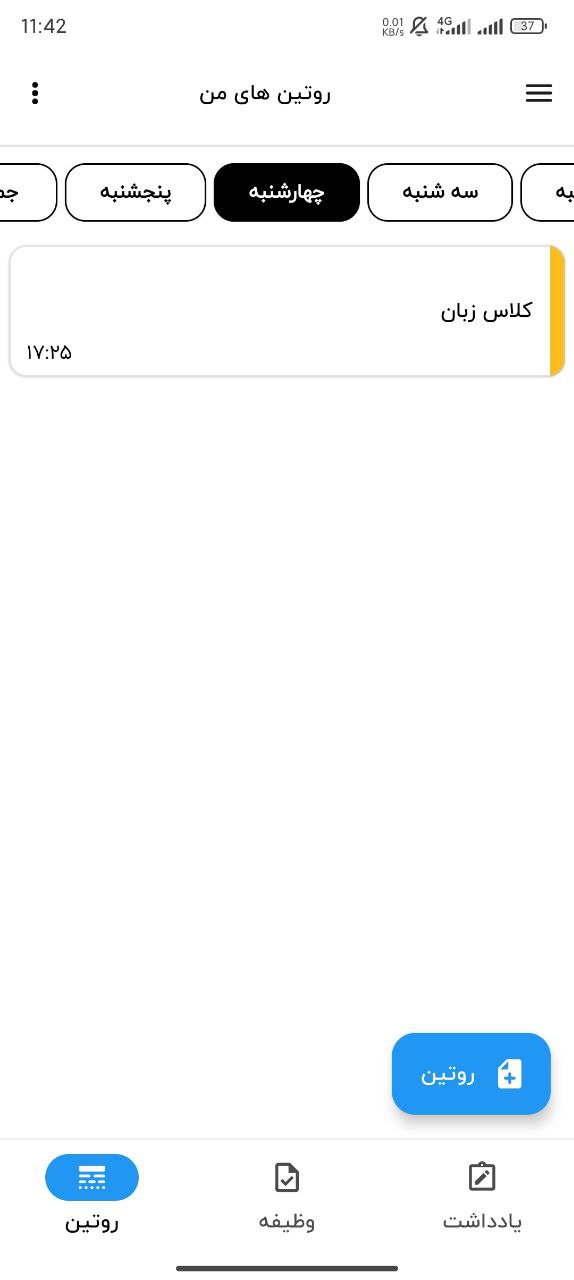 11:42
0.01 KB/s 4G 37
روتین های من
به سه شنبه چهارشنبه پنجشنبه جم
کلاس زبان
۱۷:۲۵
روتین
یادداشت وظیفه روتین